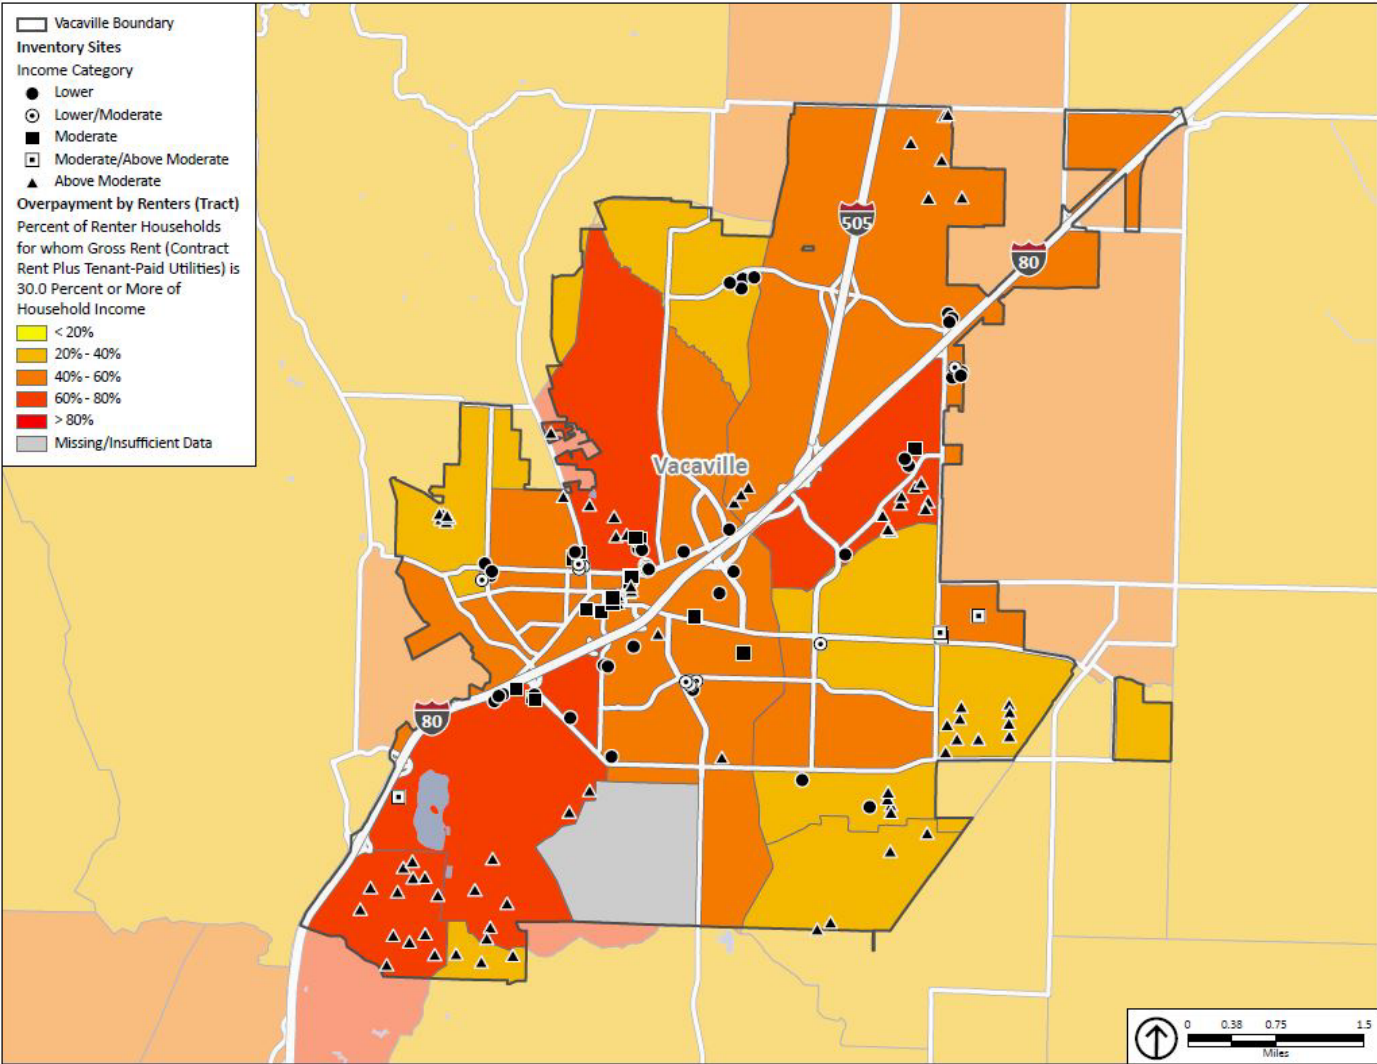 Vacaville Boundary
Inventory Sites
Income Category
Lower
Lower/Moderate
Moderate
Moderate/Above Moderate
Above Moderate
Overpayment by Renters (Tract)
Percent of Renter Households
for whom Gross Rent (Contract
Rent Plus Tenant-Paid Utilities) is
30.0 Percent or More of
Household Income
< 20%
20% - 40%
40% - 60%
60% - 80%
> 80%
Missing/Insufficient Data
505
80
Vacaville
80
0 0.38 0.75 1.5
Miles